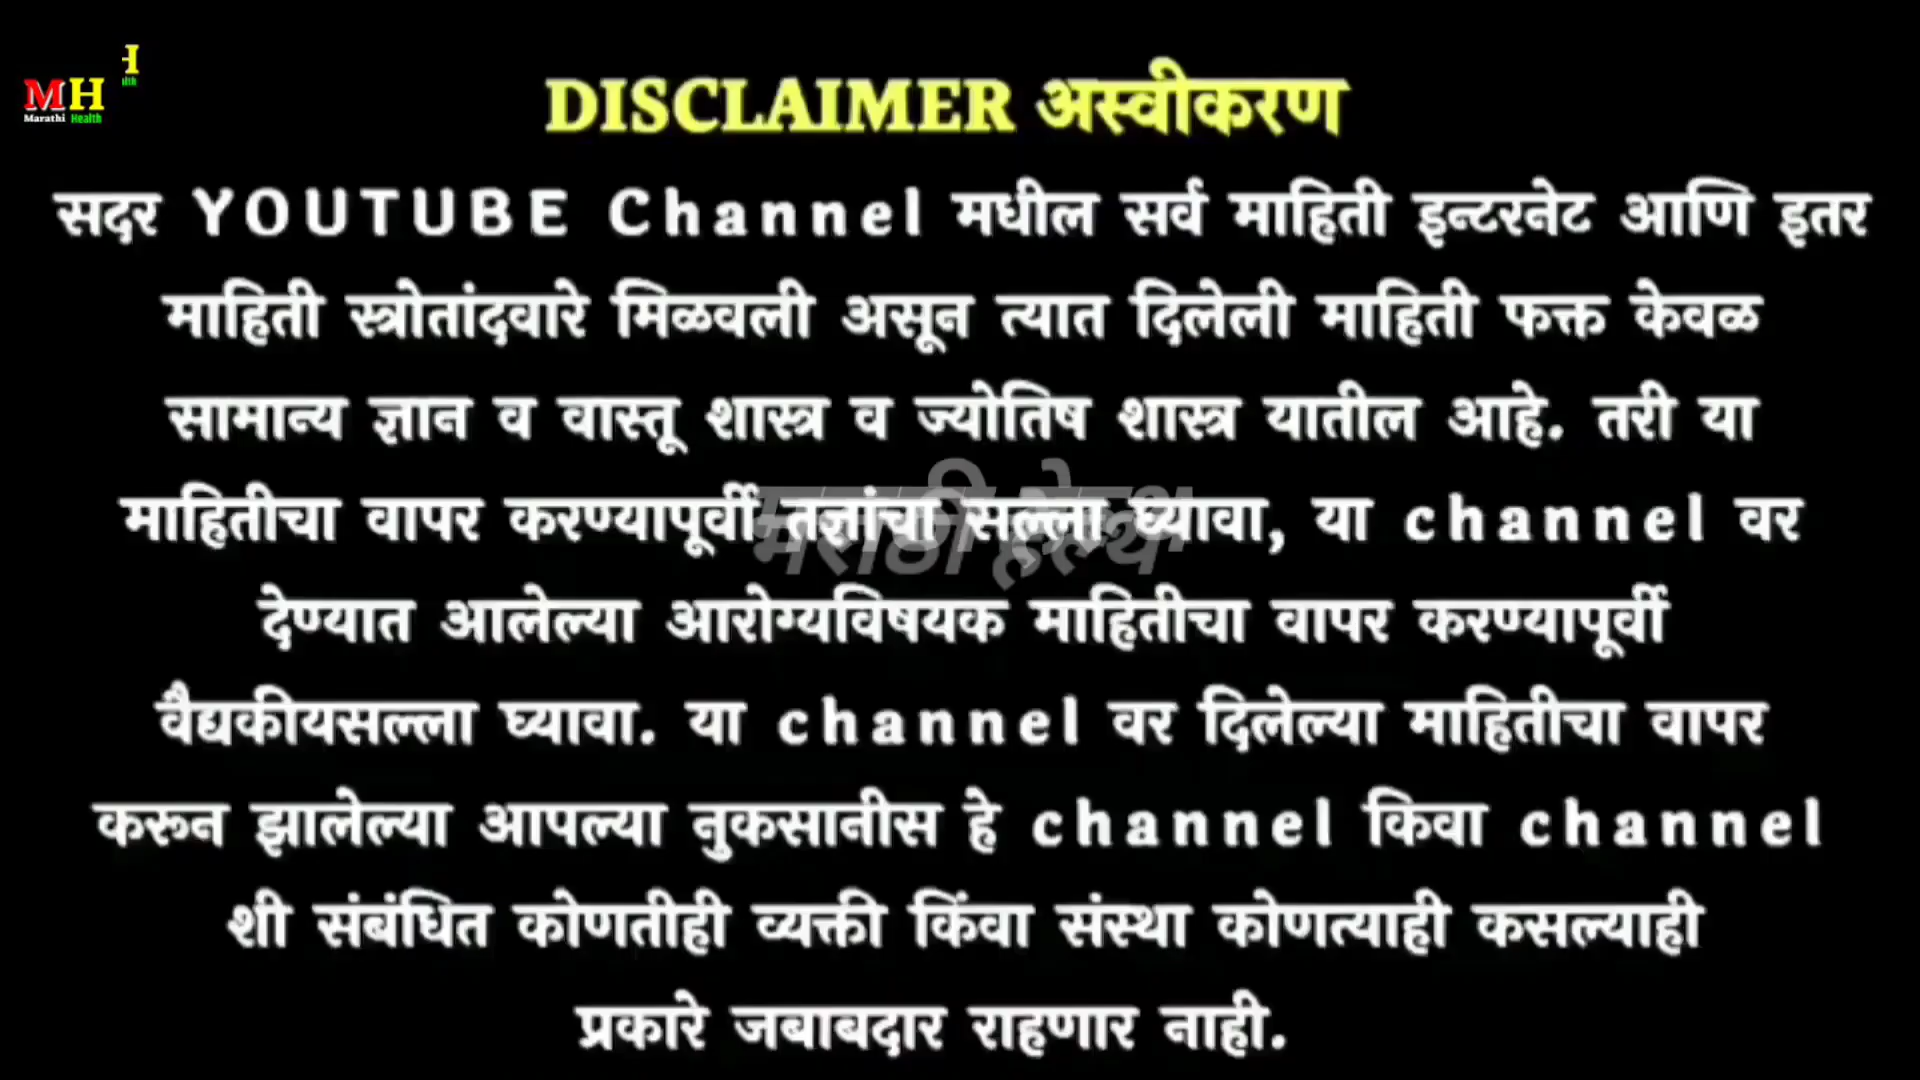 H
alth
MH
Marathi Health
DISCLAIMER अस्वीकरण
सदर YOUTUBE Channel मधील सर्व माहिती इन्टरनेट आणि इतर
माहिती स्त्रोतांदवारे मिळवली असून त्यात दिलेली माहिती फक्त केवळ
सामान्य ज्ञान व वास्तू शास्त्र व ज्योतिष शास्त्र यातील आहे. तरी या
माहितीचा वापर करण्यापूर्वी तज्ञांचा सल्ला घ्यावा, या channel वर
मराठी हेल्थ
देण्यात आलेल्या आरोग्यविषयक माहितीचा वापर करण्यापूर्वी
वैद्यकीयसल्ला घ्यावा. या channel वर दिलेल्या माहितीचा वापर
करून झालेल्या आपल्या नुकसानीस हे channel किवा channel
शी संबंधित कोणतीही व्यक्ती किंवा संस्था कोणत्याही कसल्याही
प्रकारे जबाबदार राहणार नाही.